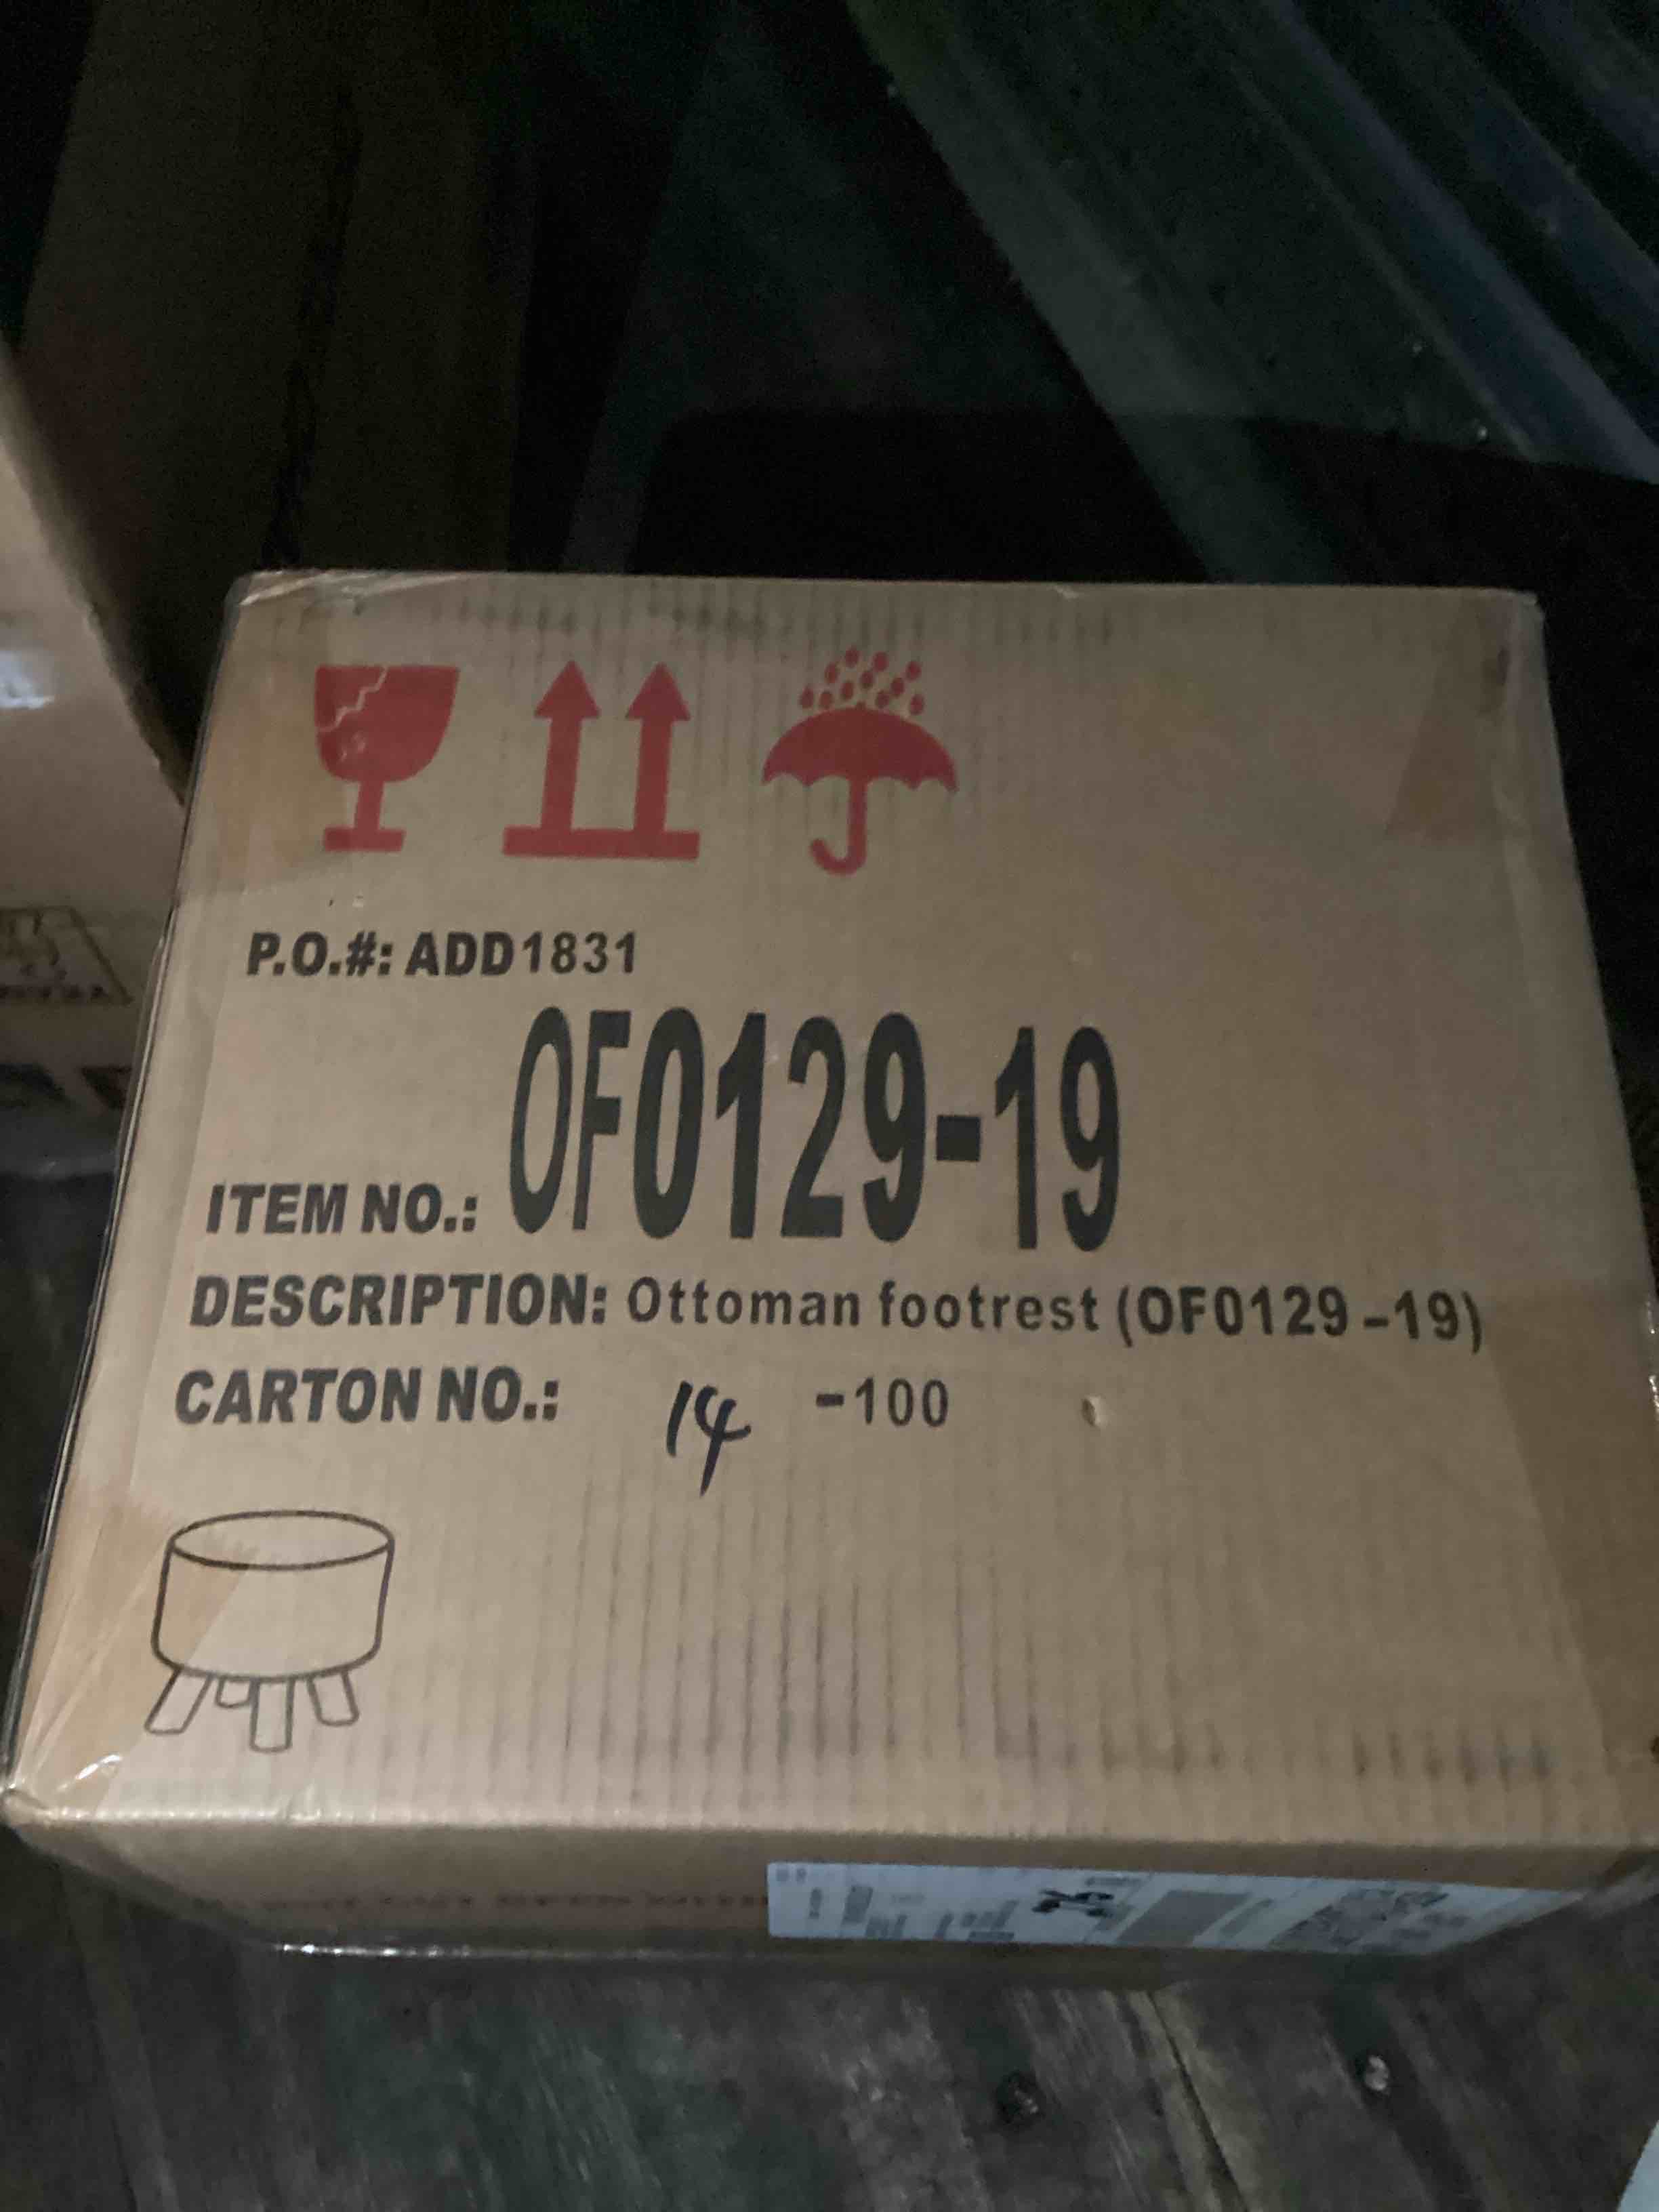 P.O.#: ADD1831
ITEM NO.: OF0129-19
DESCRIPTION: Ottoman footrest (OF0129-19)
CARTON NO.: 14 -100